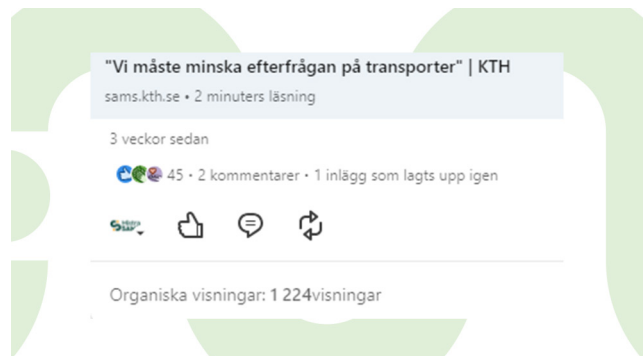 "Vi måste minska efterfrågan på transporter" | KTH
sams.kth.se • 2 minuters läsning
3 veckor sedan
45 • 2 kommentarer • 1 inlägg som lagts upp igen
Organiska visningar: 1 224visningar